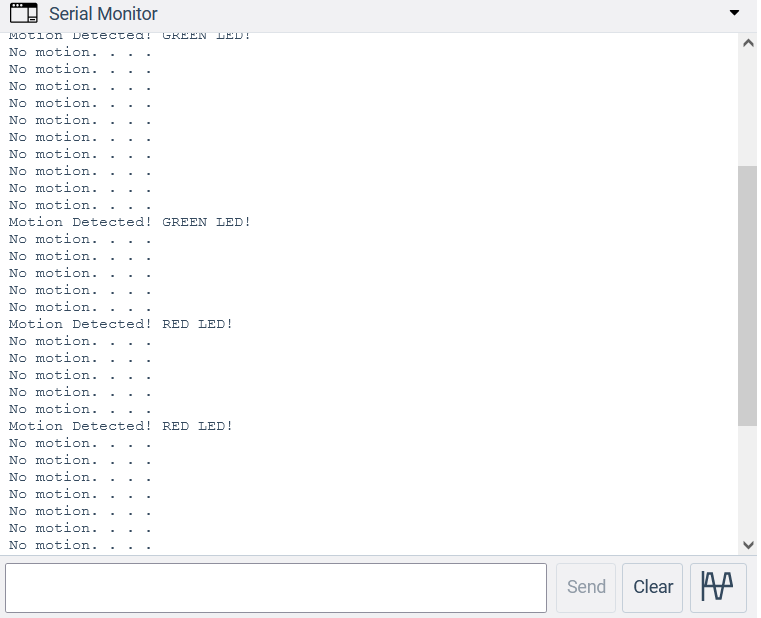 Serial Monitor
Motion Detected! GREEN LED!
No motion. . . .
No motion. . . .
No motion. . . .
No motion. . . .
No motion. . . .
No motion. . . .
No motion. . . .
No motion. . . .
No motion. . . .
No motion. . . .
Motion Detected! GREEN LED!
No motion. . . .
No motion. . . .
No motion. . . .
No motion. . . .
No motion. . . .
Motion Detected! RED LED!
No motion. . . .
No motion. . . .
No motion. . . .
No motion. . . .
No motion. . . .
Motion Detected! RED LED!
No motion. . . .
No motion. . . .
No motion. . . .
No motion. . . .
No motion. . . .
No motion. . . .
No motion. . . .
Send
Clear